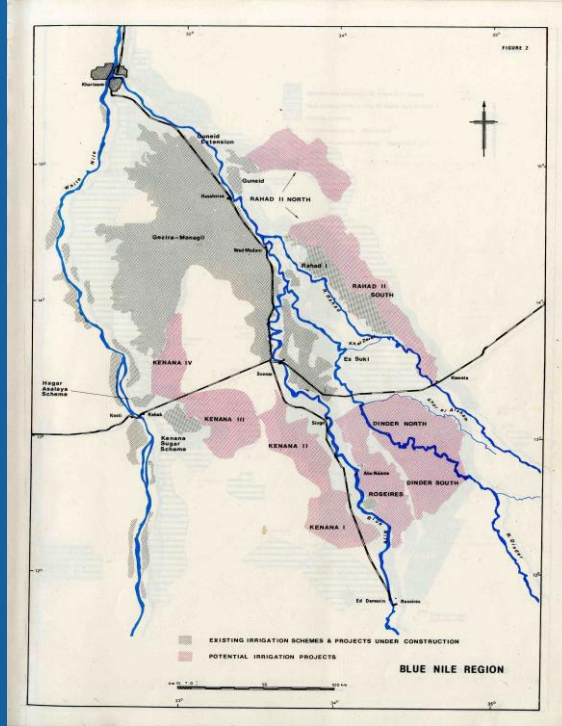 FIGURE 2
Khartoum
White Nile
Guneid
Extension
Guneid
Hasaheisa
RAHAD II NORTH
Gezira-Managil
Wad Medani
Rahad I
RAHAD II
SOUTH
R. Rahad
Es Suki
KENANA IV
Sennar
Hawata
Hagar
Asalaya
Scheme
Kosti
Rabak
KENANA III
Kenana
Sugar
Scheme
KENANA II
Singa
DINDER NORTH
Abu Naama
ROSEIRES
DINDER SOUTH
KENANA I
Blue Nile
R. Dinder
Ed Damazin
Roseires
EXISTING IRRIGATION SCHEMES & PROJECTS UNDER CONSTRUCTION
POTENTIAL IRRIGATION PROJECTS
BLUE NILE REGION